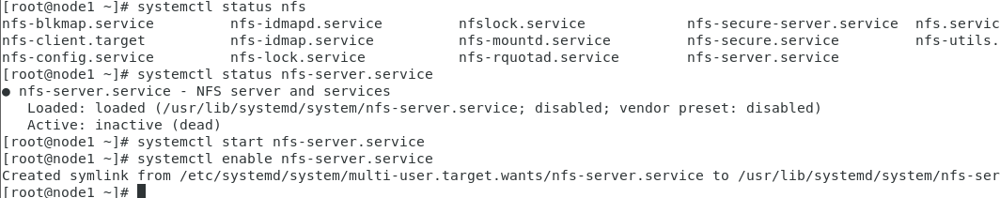 [root@node1 ~]# systemctl status nfs
nfs-blkmap.service nfs-idmapd.service nfslock.service nfs-secure-server.service nfs.servic
nfs-client.target nfs-idmap.service nfs-mountd.service nfs-secure.service nfs-utils.
nfs-config.service nfs-lock.service nfs-rquotad.service nfs-server.service
[root@node1 ~]# systemctl status nfs-server.service
● nfs-server.service - NFS server and services
Loaded: loaded (/usr/lib/systemd/system/nfs-server.service; disabled; vendor preset: disabled)
Active: inactive (dead)
[root@node1 ~]# systemctl start nfs-server.service
[root@node1 ~]# systemctl enable nfs-server.service
Created symlink from /etc/systemd/system/multi-user.target.wants/nfs-server.service to /usr/lib/systemd/system/nfs-ser
[root@node1 ~]#